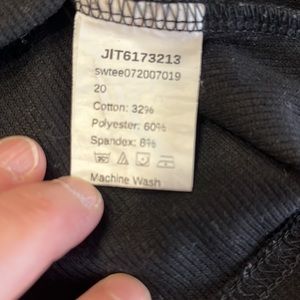 JIT6173213
swtee072007019
20
Cotton: 32%
Polyester: 60%
Spandex: 8%
Machine Wash